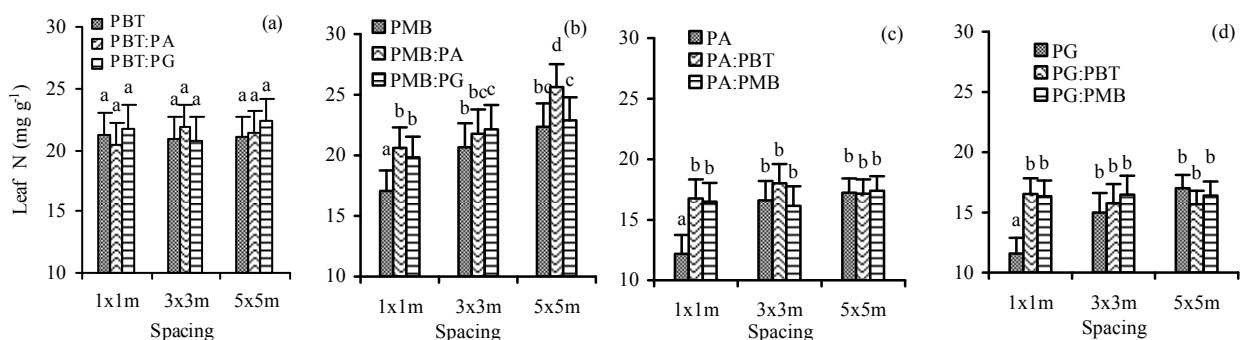 Leaf N (mg g⁻¹)
(a)
PBT
PBT:PA
PBT:PG
30
25
20
15
10
a a a a a a a a a
1x1m 3x3m 5x5m
Spacing
(b)
PMB
PMB:PA
PMB:PG
30
25
20
15
10
a b b b bc c bc d c
1x1m 3x3m 5x5m
Spacing
(c)
PA
PA:PBT
PA:PMB
30
25
20
15
10
a b b b b b b b b
1x1m 3x3m 5x5m
Spacing
(d)
PG
PG:PBT
PG:PMB
30
25
20
15
10
a b b b b b b b b
1x1m 3x3m 5x5m
Spacing